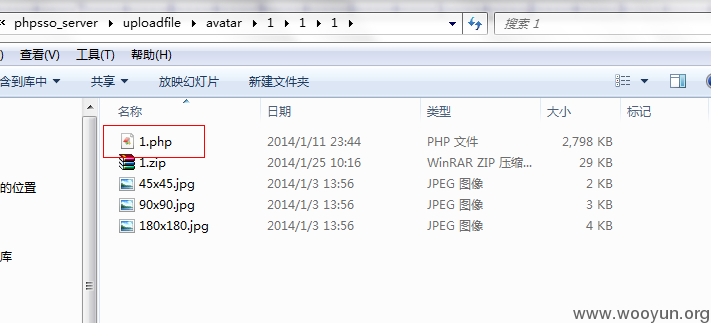 phpsso_server ▸ uploadfile ▸ avatar ▸ 1 ▸ 1 ▸ 1 ▸ 搜索 1
) 查看(V) 工具(T) 帮助(H)
含到库中 共享 放映幻灯片 新建文件夹
名称 日期 类型 大小 标记
1.php 2014/1/11 23:44 PHP 文件 2,798 KB
1.zip 2014/1/25 10:16 WinRAR ZIP 压缩... 29 KB
45x45.jpg 2014/1/3 13:56 JPEG 图像 2 KB
的位置
90x90.jpg 2014/1/3 13:56 JPEG 图像 3 KB
180x180.jpg 2014/1/3 13:56 JPEG 图像 4 KB
库
www.wooyun.org